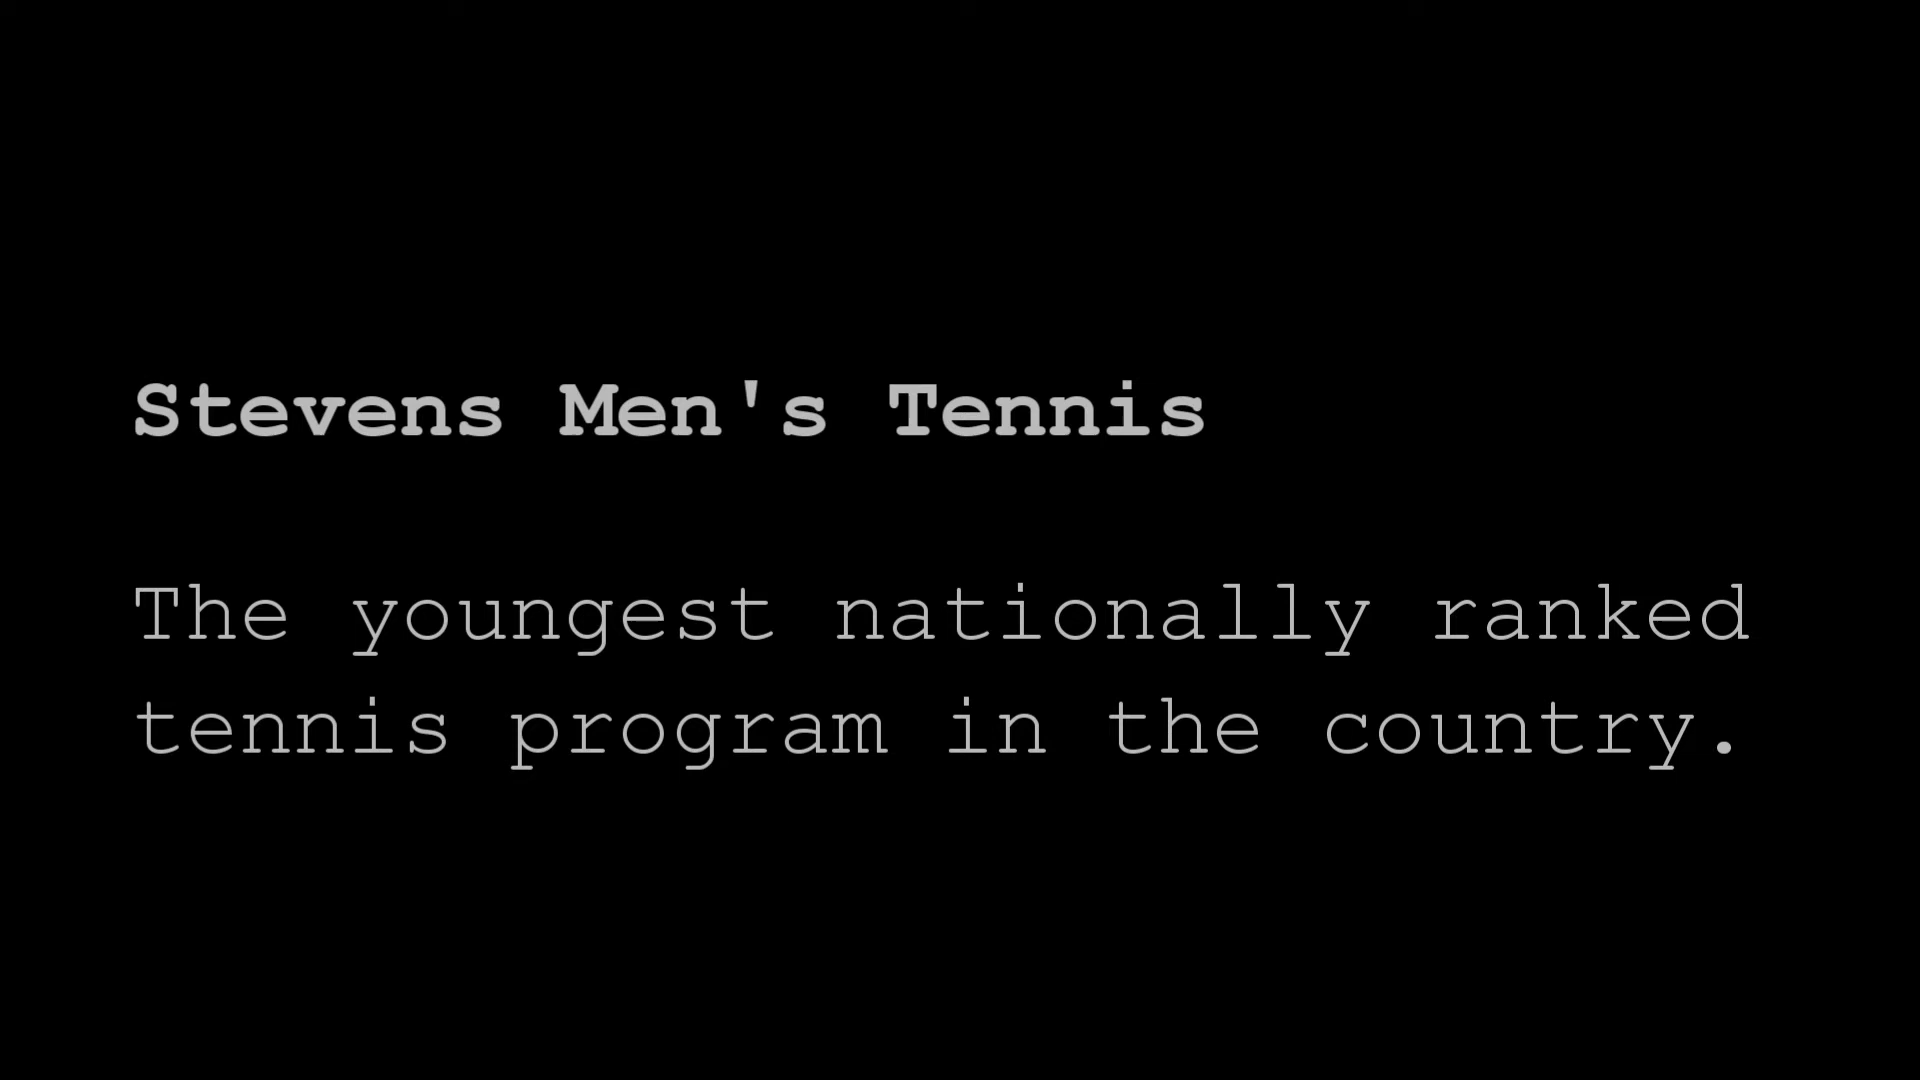 Stevens Men's Tennis
The youngest nationally ranked
tennis program in the country.